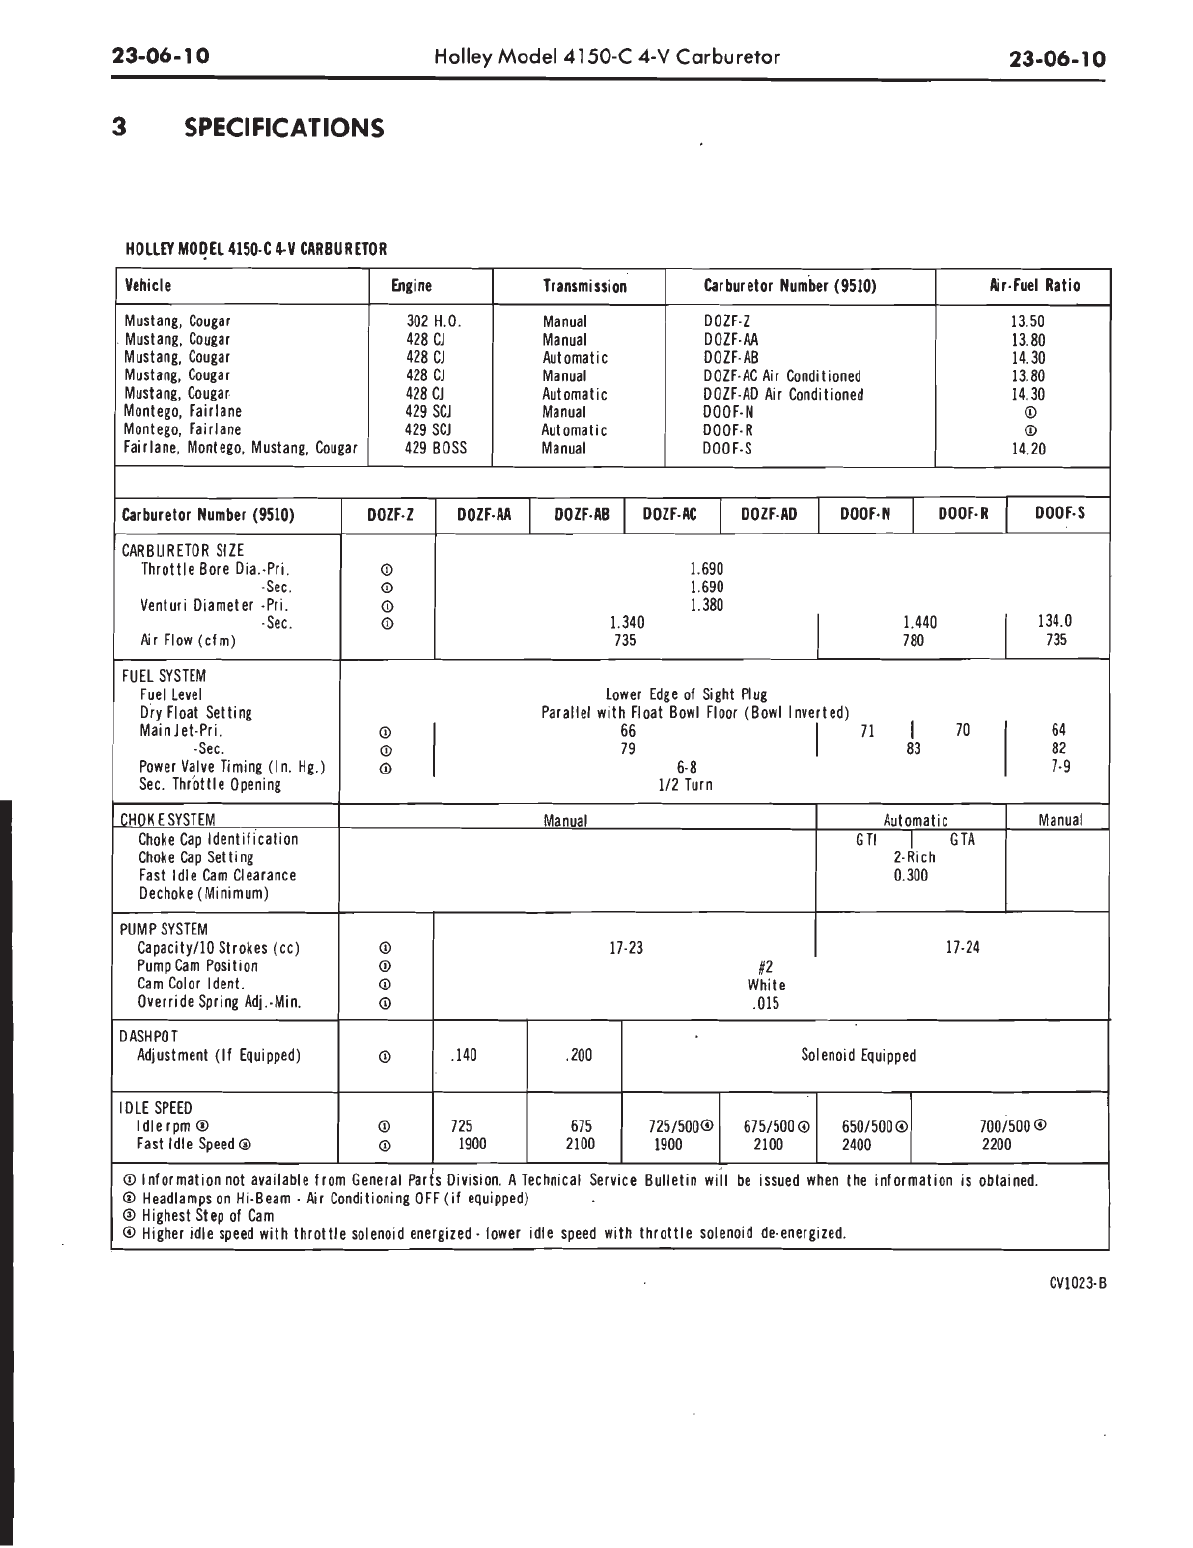 23-06-10 Holley Model 4150-C 4-V Carburetor 23-06-10
3 SPECIFICATIONS
HOLLEY MODEL 4150-C 4-V CARBURETOR
Vehicle Engine Transmission Carburetor Number (9510) Air-Fuel Ratio
Mustang, Cougar 302 H.O. Manual DOZF-Z 13.50
Mustang, Cougar 428 CJ Manual DOZF-AA 13.80
Mustang, Cougar 428 CJ Automatic DOZF-AB 14.30
Mustang, Cougar 428 CJ Manual DOZF-AC Air Conditioned 13.80
Mustang, Cougar 428 CJ Automatic DOZF-AD Air Conditioned 14.30
Montego, Fairlane 429 SCJ Manual DOOF-N ①
Montego, Fairlane 429 SCJ Automatic DOOF-R ①
Fairlane, Montego, Mustang, Cougar 429 BOSS Manual DOOF-S 14.20
Carburetor Number (9510) DOZF-Z DOZF-AA DOZF-AB DOZF-AC DOZF-AD DOOF-N DOOF-R DOOF-S
CARBURETOR SIZE
Throttle Bore Dia.-Pri. ① 1.690
-Sec. ① 1.690
Venturi Diameter -Pri. ① 1.380
-Sec. ① 1.340 1.440 134.0
Air Flow (cfm) 735 780 735
FUEL SYSTEM
Fuel Level Lower Edge of Sight Plug
Dry Float Setting Parallel with Float Bowl Floor (Bowl Inverted)
Main Jet-Pri. ① 66 71 70 64
-Sec. ① 79 83 82
Power Valve Timing (In. Hg.) ① 6-8 7-9
Sec. Throttle Opening 1/2 Turn
CHOKE SYSTEM Manual Automatic Manual
Choke Cap Identification GTI GTA
Choke Cap Setting 2-Rich
Fast Idle Cam Clearance 0.300
Dechoke (Minimum)
PUMP SYSTEM
Capacity/10 Strokes (cc) ① 17-23 17-24
Pump Cam Position ① #2
Cam Color Ident. ① White
Override Spring Adj.-Min. ① .015
DASHPOT
Adjustment (If Equipped) ① .140 .200 Solenoid Equipped
IDLE SPEED
Idle rpm ② ① 725 675 725/500④ 675/500④ 650/500④ 700/500④
Fast Idle Speed ③ ① 1900 2100 1900 2100 2400 2200
① Information not available from General Parts Division. A Technical Service Bulletin will be issued when the information is obtained.
② Headlamps on Hi-Beam - Air Conditioning OFF (if equipped)
③ Highest Step of Cam
④ Higher idle speed with throttle solenoid energized - lower idle speed with throttle solenoid de-energized.
CV1023-B